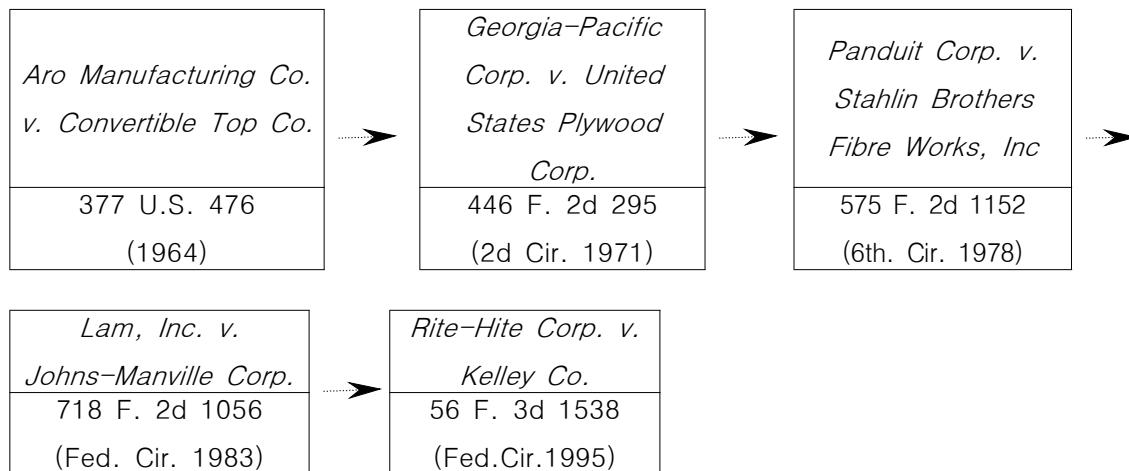 Aro Manufacturing Co.
v. Convertible Top Co.
377 U.S. 476
(1964)
Georgia-Pacific
Corp. v. United
States Plywood
Corp.
446 F. 2d 295
(2d Cir. 1971)
Panduit Corp. v.
Stahlin Brothers
Fibre Works, Inc
575 F. 2d 1152
(6th. Cir. 1978)
Lam, Inc. v.
Johns-Manville Corp.
718 F. 2d 1056
(Fed. Cir. 1983)
Rite-Hite Corp. v.
Kelley Co.
56 F. 3d 1538
(Fed.Cir.1995)